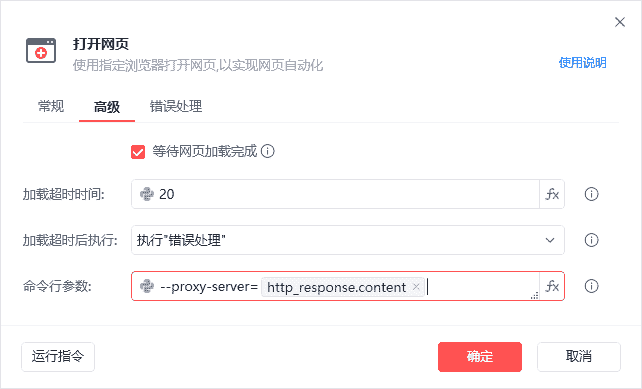 打开网页
使用指定浏览器打开网页,以实现网页自动化
使用说明
常规 高级 错误处理
等待网页加载完成
加载超时时间: 20 fx
加载超时后执行: 执行"错误处理"
命令行参数: --proxy-server= http_response.content × fx
运行指令 确定 取消